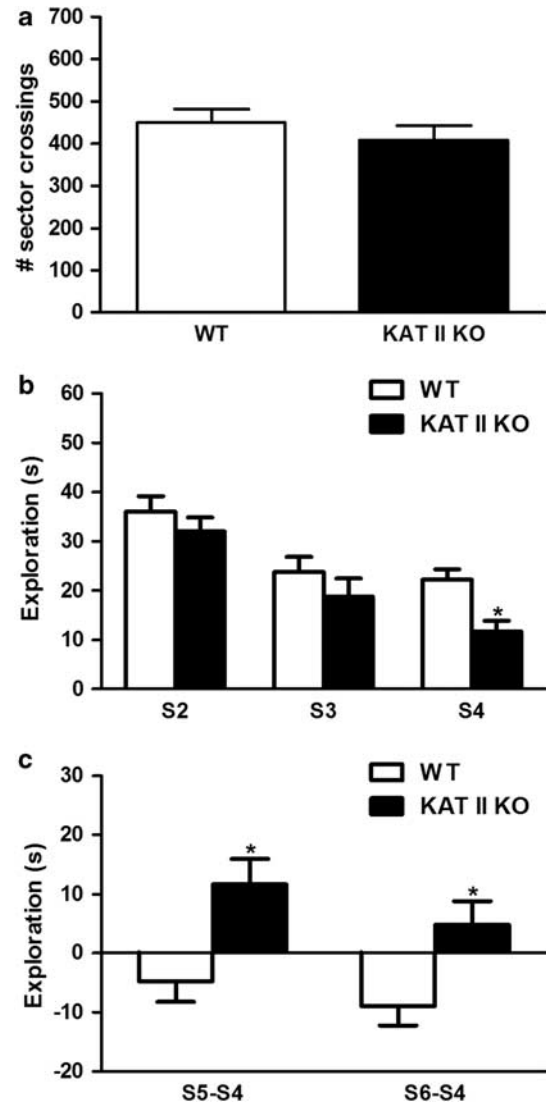 a
700
600
500
400
300
200
100
0
# sector crossings
WT
KAT II KO
b
WT
KAT II KO
60
50
40
30
20
10
0
Exploration (s)
*
S2
S3
S4
c
WT
KAT II KO
30
20
10
0
-10
-20
Exploration (s)
*
*
S5-S4
S6-S4